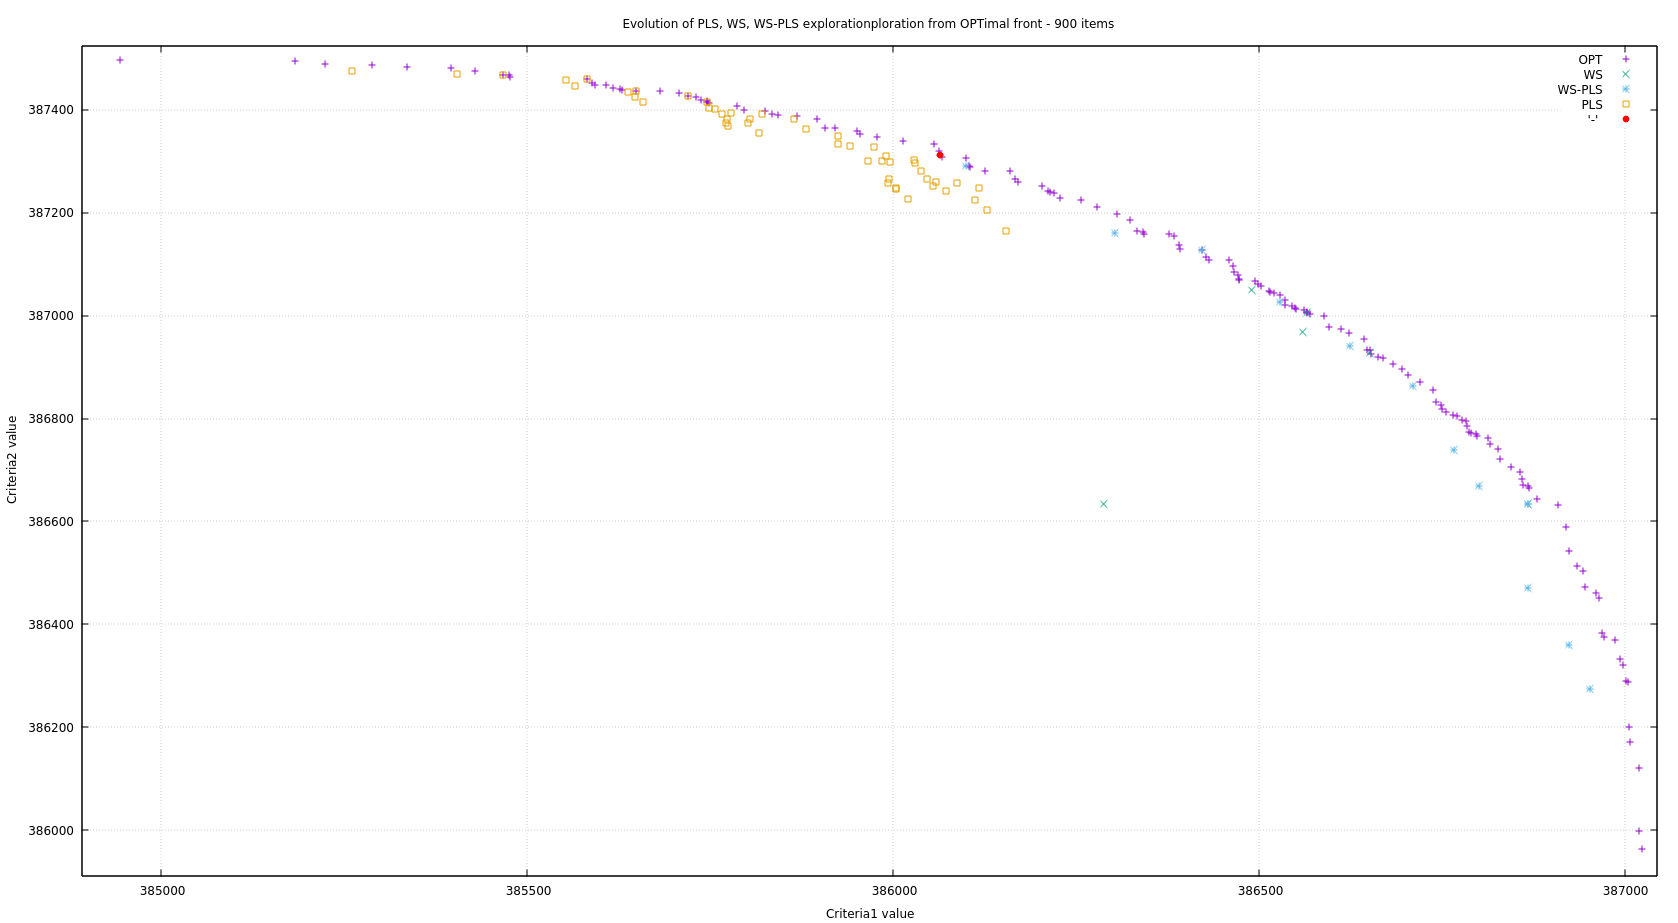 Evolution of PLS, WS, WS-PLS explorationploration from OPTimal front - 900 items
OPT
WS
WS-PLS
PLS
'-'
387400
387200
387000
386800
386600
386400
386200
386000
Criteria2 value
385000
385500
386000
386500
387000
Criteria1 value